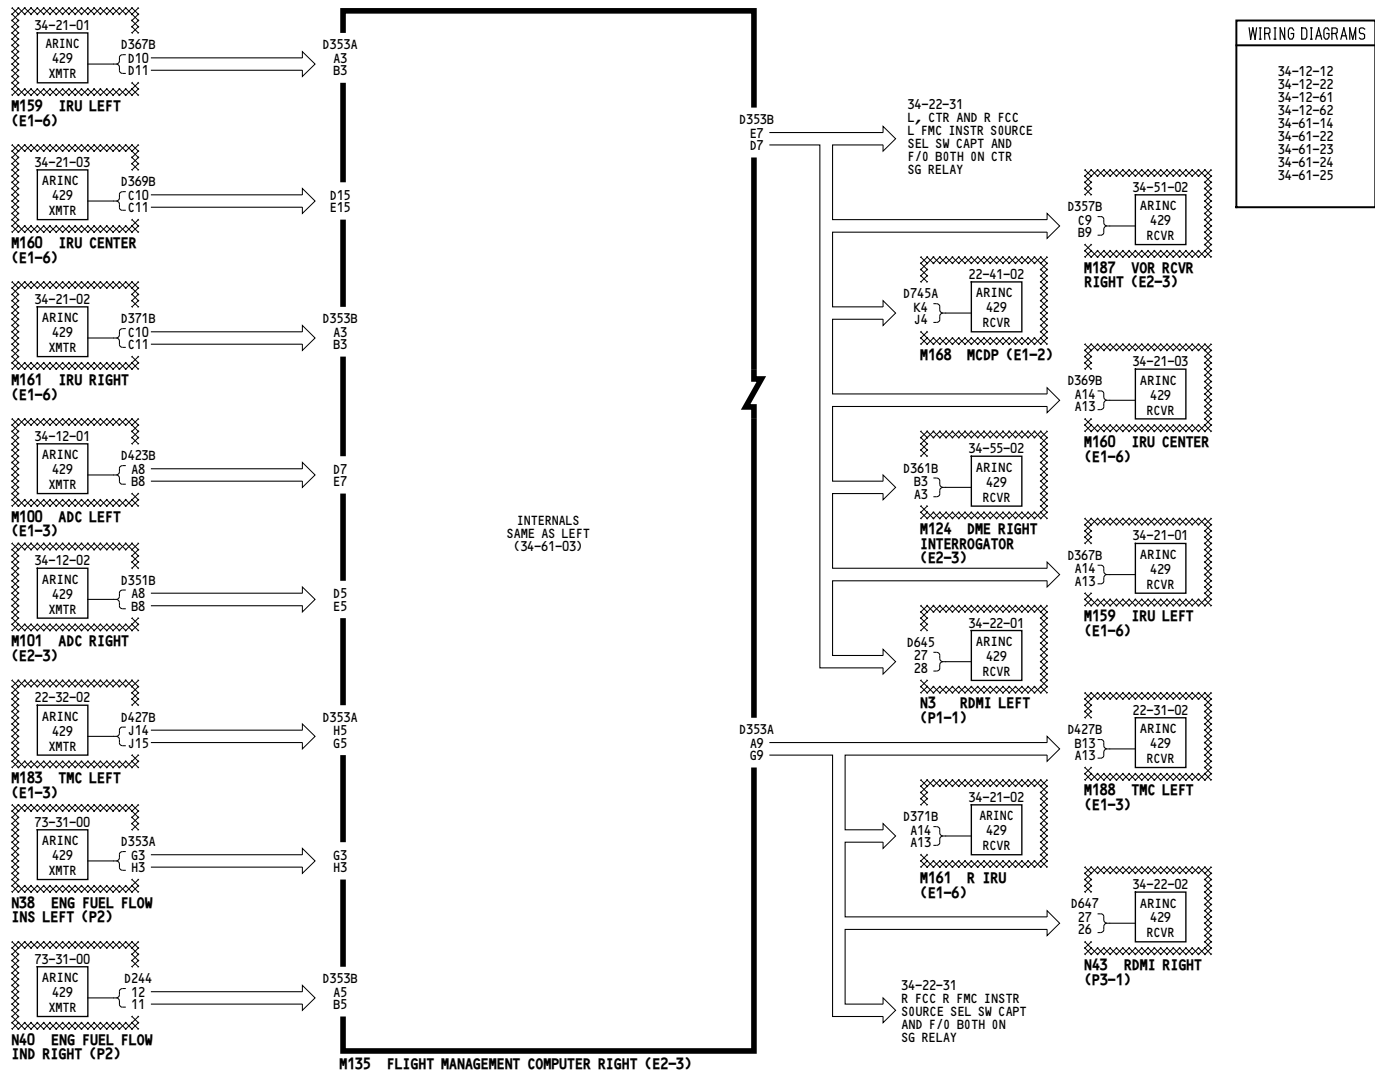 34-21-01
ARINC
429
XMTR
D367B
D10
D11
M159 IRU LEFT
(E1-6)
34-21-03
ARINC
429
XMTR
D369B
C10
C11
M160 IRU CENTER
(E1-6)
34-21-02
ARINC
429
XMTR
D371B
C10
C11
M161 IRU RIGHT
(E1-6)
34-12-01
ARINC
429
XMTR
D423B
A8
B8
M100 ADC LEFT
(E1-3)
34-12-02
ARINC
429
XMTR
D351B
A8
B8
M101 ADC RIGHT
(E2-3)
22-32-02
ARINC
429
XMTR
D427B
J14
J15
M183 TMC LEFT
(E1-3)
73-31-00
ARINC
429
XMTR
D353A
G3
H3
N38 ENG FUEL FLOW
INS LEFT (P2)
73-31-00
ARINC
429
XMTR
D244
12
11
N40 ENG FUEL FLOW
IND RIGHT (P2)
D353A
A3
B3
D15
E15
D353B
A3
B3
D7
E7
D5
E5
D353A
H5
G5
G3
H3
D353B
A5
B5
INTERNALS
SAME AS LEFT
(34-61-03)
M135 FLIGHT MANAGEMENT COMPUTER RIGHT (E2-3)
D353B
E7
D7
D353A
A9
G9
34-22-31
L, CTR AND R FCC
L FMC INSTR SOURCE
SEL SW CAPT AND
F/O BOTH ON CTR
SG RELAY
34-51-02
D357B
C9
B9
ARINC
429
RCVR
M187 VOR RCVR
RIGHT (E2-3)
22-41-02
D745A
K4
J4
ARINC
429
RCVR
M168 MCDP (E1-2)
34-21-03
D369B
A14
A13
ARINC
429
RCVR
M160 IRU CENTER
(E1-6)
34-55-02
D361B
B3
A3
ARINC
429
RCVR
M124 DME RIGHT
INTERROGATOR
(E2-3)
34-21-01
D367B
A14
A13
ARINC
429
RCVR
M159 IRU LEFT
(E1-6)
34-22-01
D645
27
28
ARINC
429
RCVR
N3 RDMI LEFT
(P1-1)
22-31-02
D427B
B13
A13
ARINC
429
RCVR
M188 TMC LEFT
(E1-3)
34-21-02
D371B
A14
A13
ARINC
429
RCVR
M161 R IRU
(E1-6)
34-22-02
D647
27
26
ARINC
429
RCVR
N43 RDMI RIGHT
(P3-1)
34-22-31
R FCC R FMC INSTR
SOURCE SEL SW CAPT
AND F/O BOTH ON
SG RELAY
WIRING DIAGRAMS
34-12-12
34-12-22
34-12-61
34-12-62
34-61-14
34-61-22
34-61-23
34-61-24
34-61-25